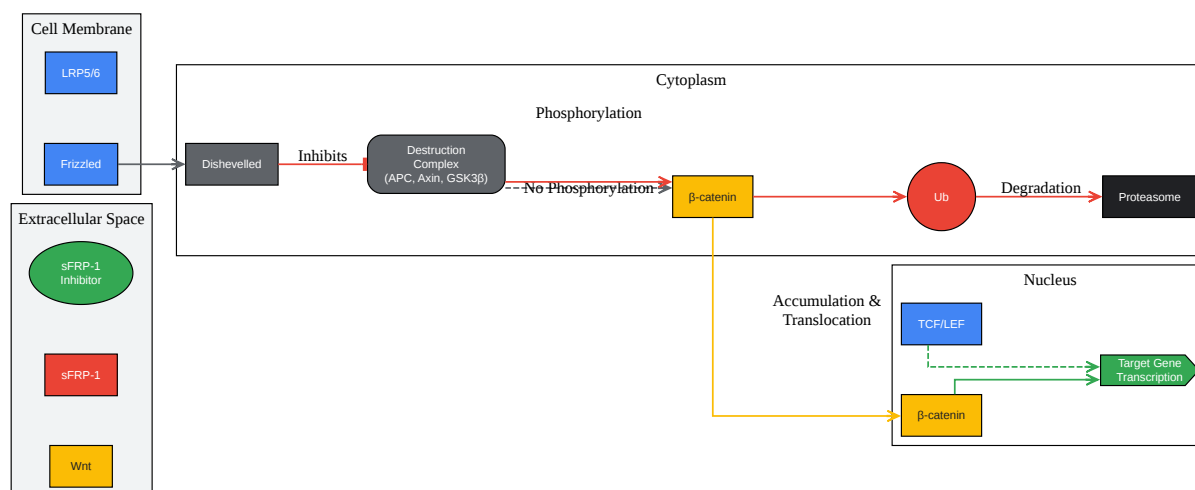 Cell Membrane
LRP5/6
Frizzled
Extracellular Space
sFRP-1
Inhibitor
sFRP-1
Wnt
Cytoplasm
Phosphorylation
Dishevelled
Inhibits
Destruction
Complex
(APC, Axin, GSK3β)
No Phosphorylation
β-catenin
Ub
Degradation
Proteasome
Accumulation &
Translocation
Nucleus
TCF/LEF
Target Gene
Transcription
β-catenin